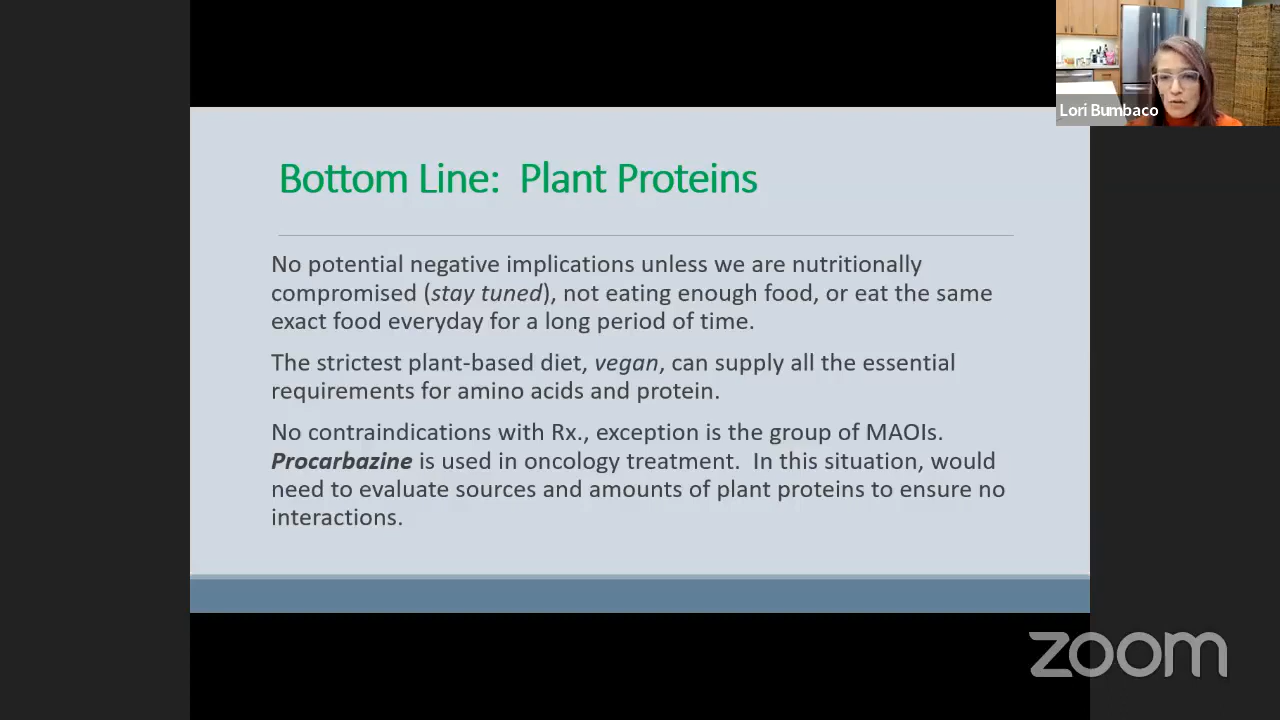 Lori Bumbaco
Bottom Line: Plant Proteins
No potential negative implications unless we are nutritionally
compromised (stay tuned), not eating enough food, or eat the same
exact food everyday for a long period of time.
The strictest plant-based diet, vegan, can supply all the essential
requirements for amino acids and protein.
No contraindications with Rx., exception is the group of MAOIs.
Procarbazine is used in oncology treatment. In this situation, would
need to evaluate sources and amounts of plant proteins to ensure no
interactions.
zoom